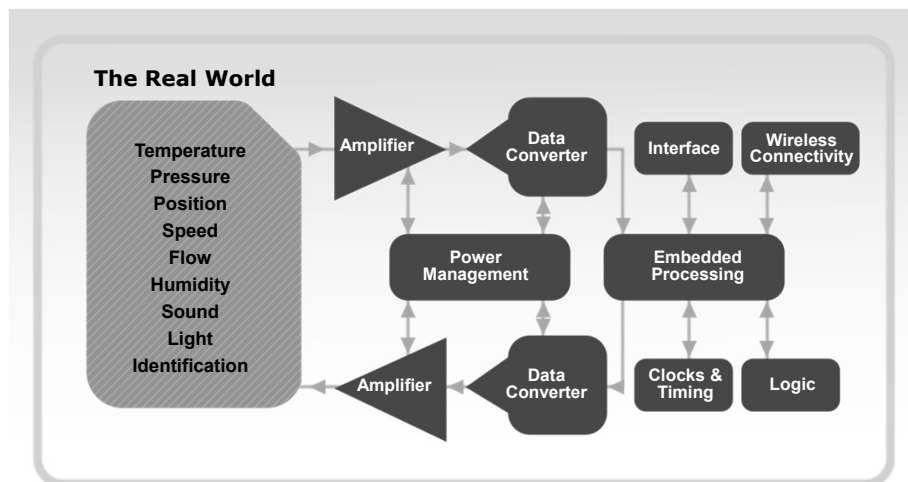 The Real World
Temperature
Pressure
Position
Speed
Flow
Humidity
Sound
Light
Identification
Amplifier
Data
Converter
Interface
Wireless
Connectivity
Power
Management
Embedded
Processing
Amplifier
Data
Converter
Clocks &
Timing
Logic